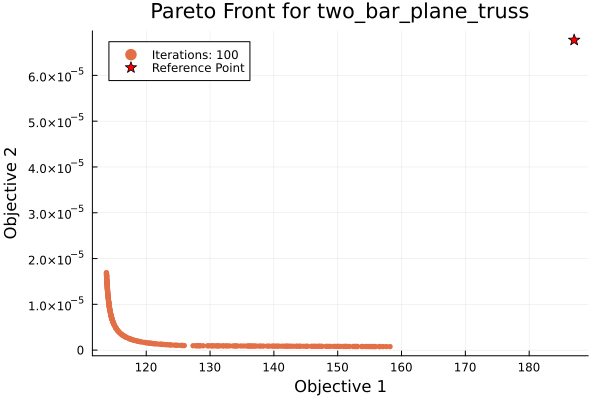 Pareto Front for two_bar_plane_truss
Iterations: 100
Reference Point
6.0×10⁻⁵
5.0×10⁻⁵
4.0×10⁻⁵
3.0×10⁻⁵
2.0×10⁻⁵
1.0×10⁻⁵
0
Objective 2
120 130 140 150 160 170 180
Objective 1